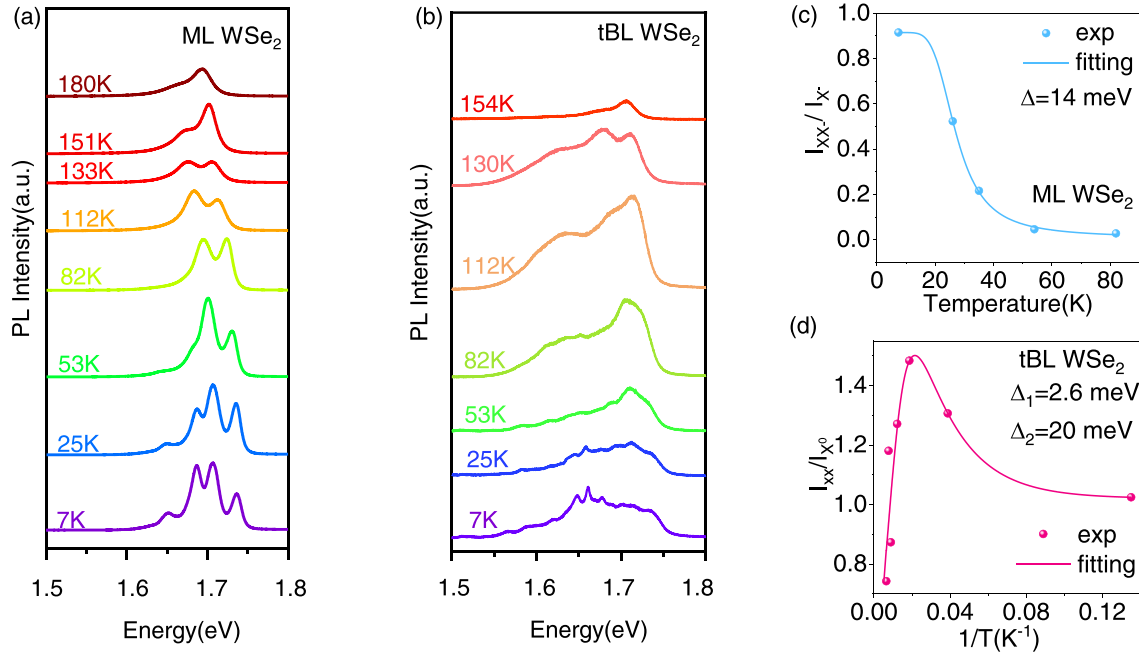 (a)
ML WSe₂
180K
151K
133K
112K
82K
53K
25K
7K
PL Intensity(a.u.)
1.5 1.6 1.7 1.8
Energy(eV)
(b)
tBL WSe₂
154K
130K
112K
82K
53K
25K
7K
PL Intensity(a.u.)
1.5 1.6 1.7 1.8
Energy(eV)
(c)
1.0
0.8
0.6
0.4
0.2
0.0
I_XX-/ I_X-
exp
fitting
Δ=14 meV
ML WSe₂
0 20 40 60 80
Temperature(K)
(d)
1.4
1.2
1.0
0.8
I_xx/I_X⁰
tBL WSe₂
Δ₁=2.6 meV
Δ₂=20 meV
exp
fitting
0.00 0.04 0.08 0.12
1/T(K⁻¹)